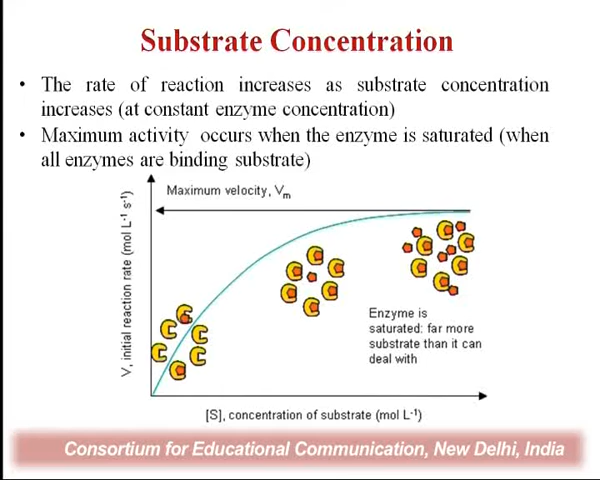 Substrate Concentration
• The rate of reaction increases as substrate concentration
increases (at constant enzyme concentration)
• Maximum activity occurs when the enzyme is saturated (when
all enzymes are binding substrate)
Maximum velocity, Vm
V, initial reaction rate (mol L⁻¹ s⁻¹)
Enzyme is
saturated: far more
substrate than it can
deal with
[S], concentration of substrate (mol L⁻¹)
Consortium for Educational Communication, New Delhi, India